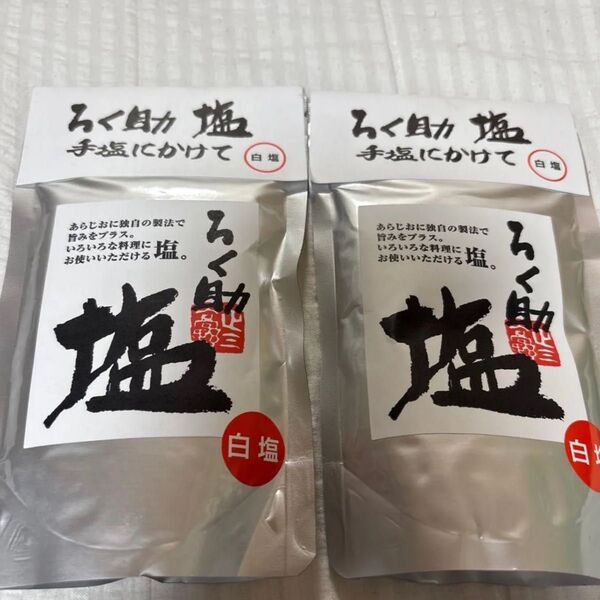 ろく助 塩
手塩にかけて
白塩
あらじおに独自の製法で
旨みをプラス。
いろいろな料理に
お使いいただける塩。
ろく助
塩
白塩
ろく助 塩
手塩にかけて
白塩
あらじおに独自の製法で
旨みをプラス。
いろいろな料理に
お使いいただける塩。
ろく助
塩
白塩